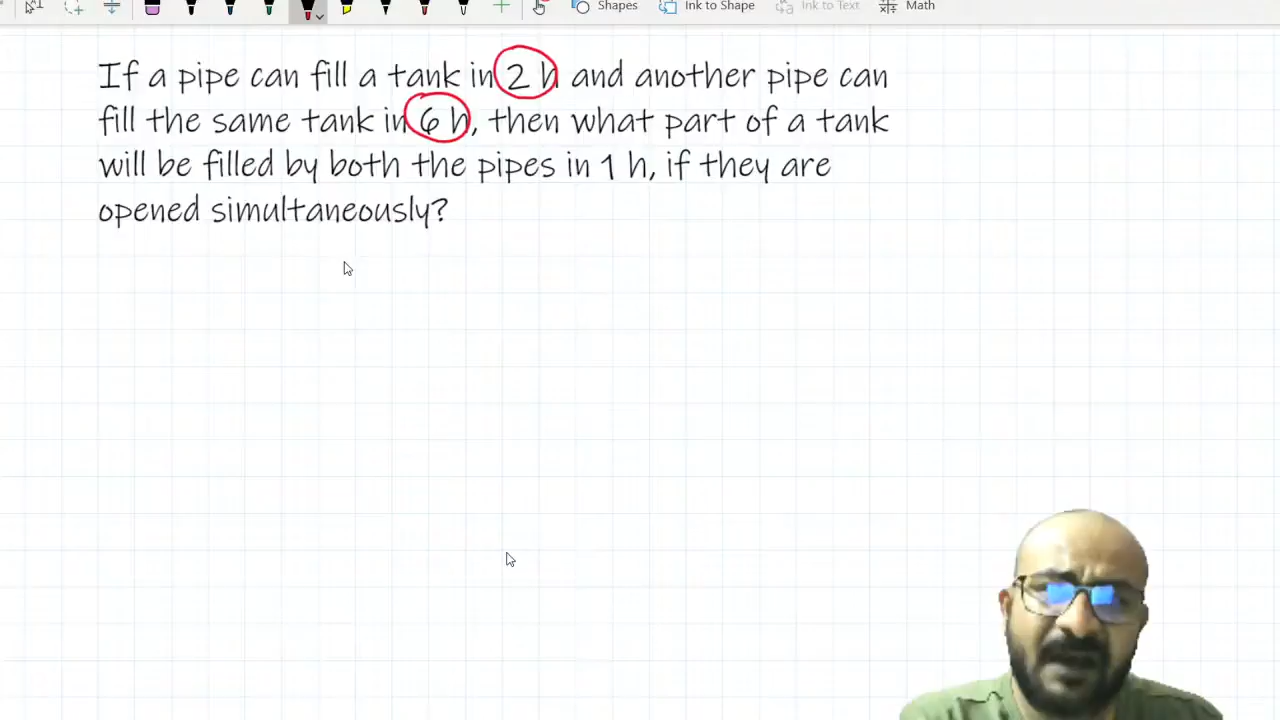 Shapes Ink to Shape Ink to Text Math
If a pipe can fill a tank in 2 h and another pipe can
fill the same tank in 6 h, then what part of a tank
will be filled by both the pipes in 1 h, if they are
opened simultaneously?